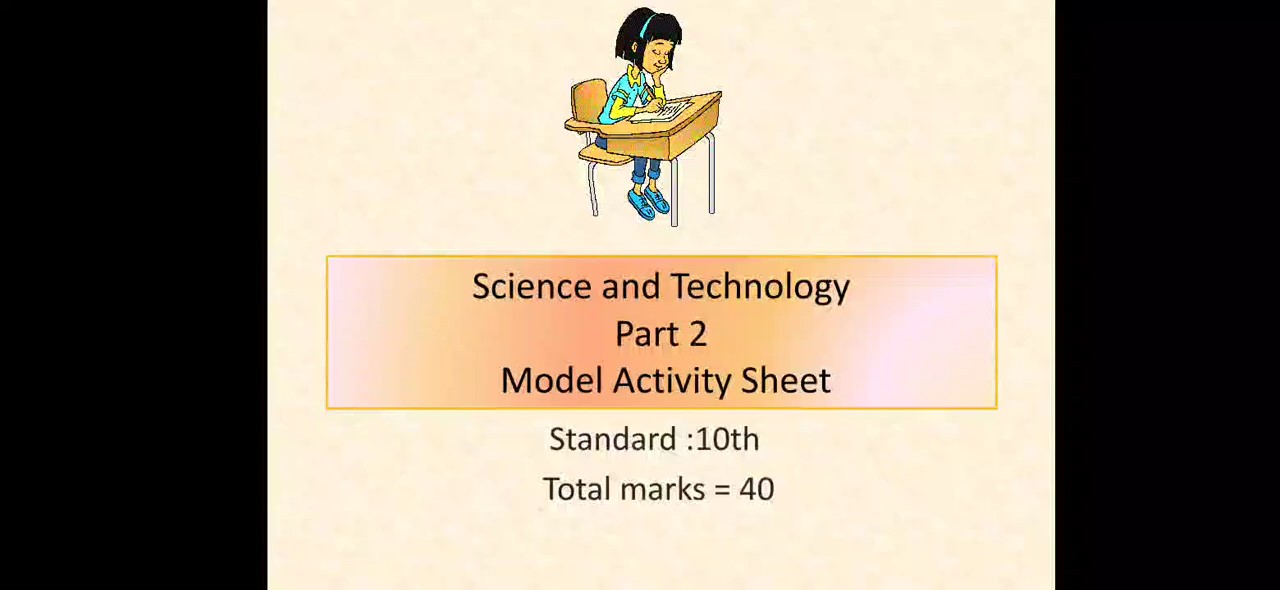 Science and Technology
Part 2
Model Activity Sheet
Standard :10th
Total marks = 40